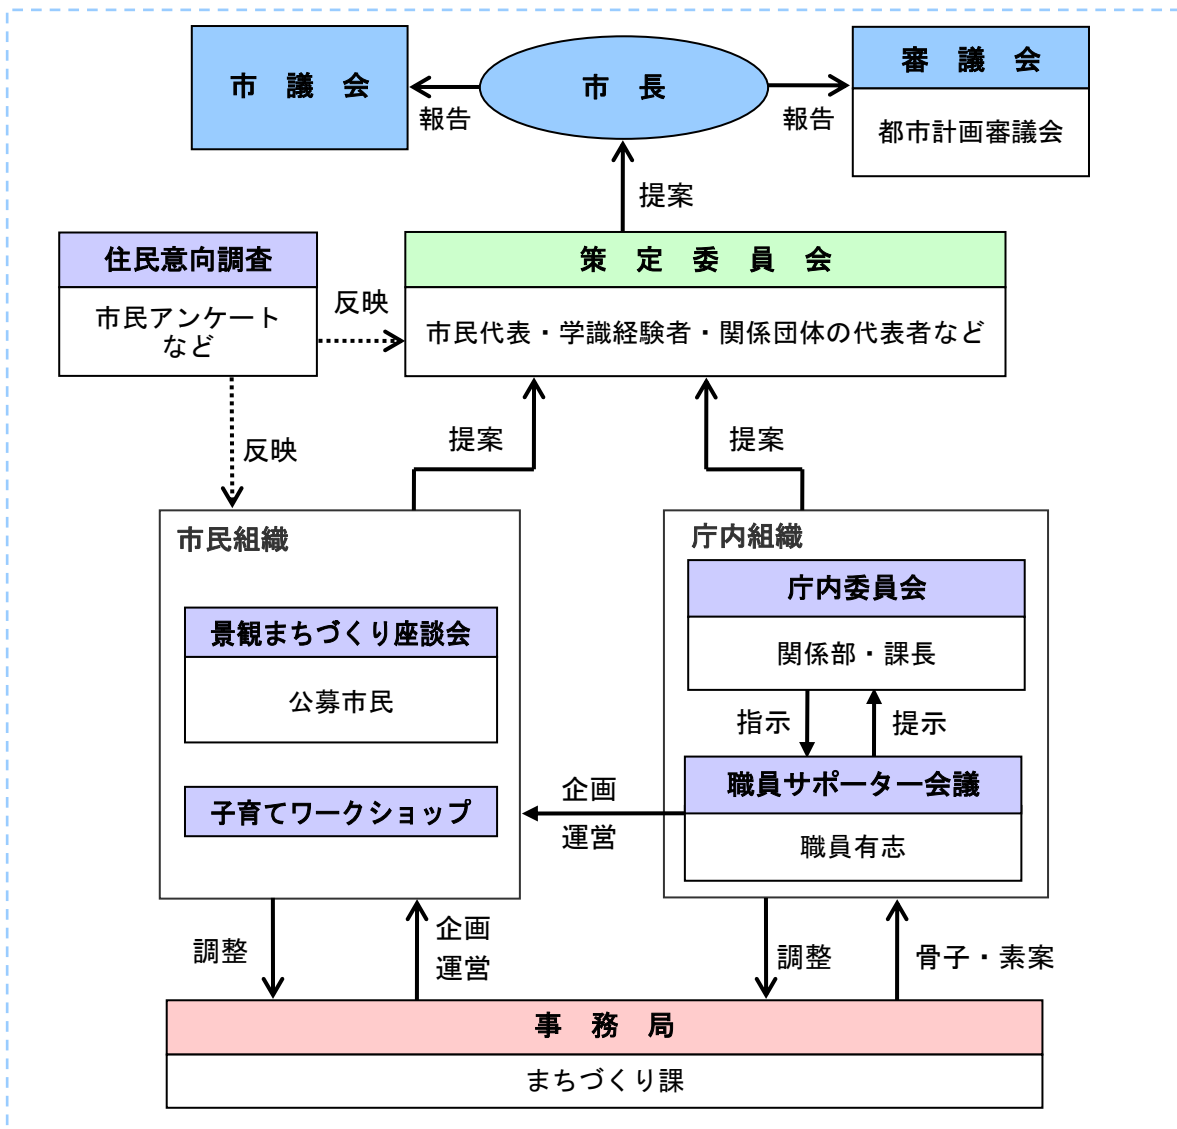 市　議　会
市　長
審　議　会
都市計画審議会
報告
報告
提案
住民意向調査
市民アンケート
など
反映
策　定　委　員　会
市民代表・学識経験者・関係団体の代表者など
反映
提案
提案
市民組織
景観まちづくり座談会
公募市民
子育てワークショップ
庁内組織
庁内委員会
関係部・課長
指示
提示
職員サポーター会議
職員有志
企画
運営
調整
企画
運営
調整
骨子・素案
事　務　局
まちづくり課